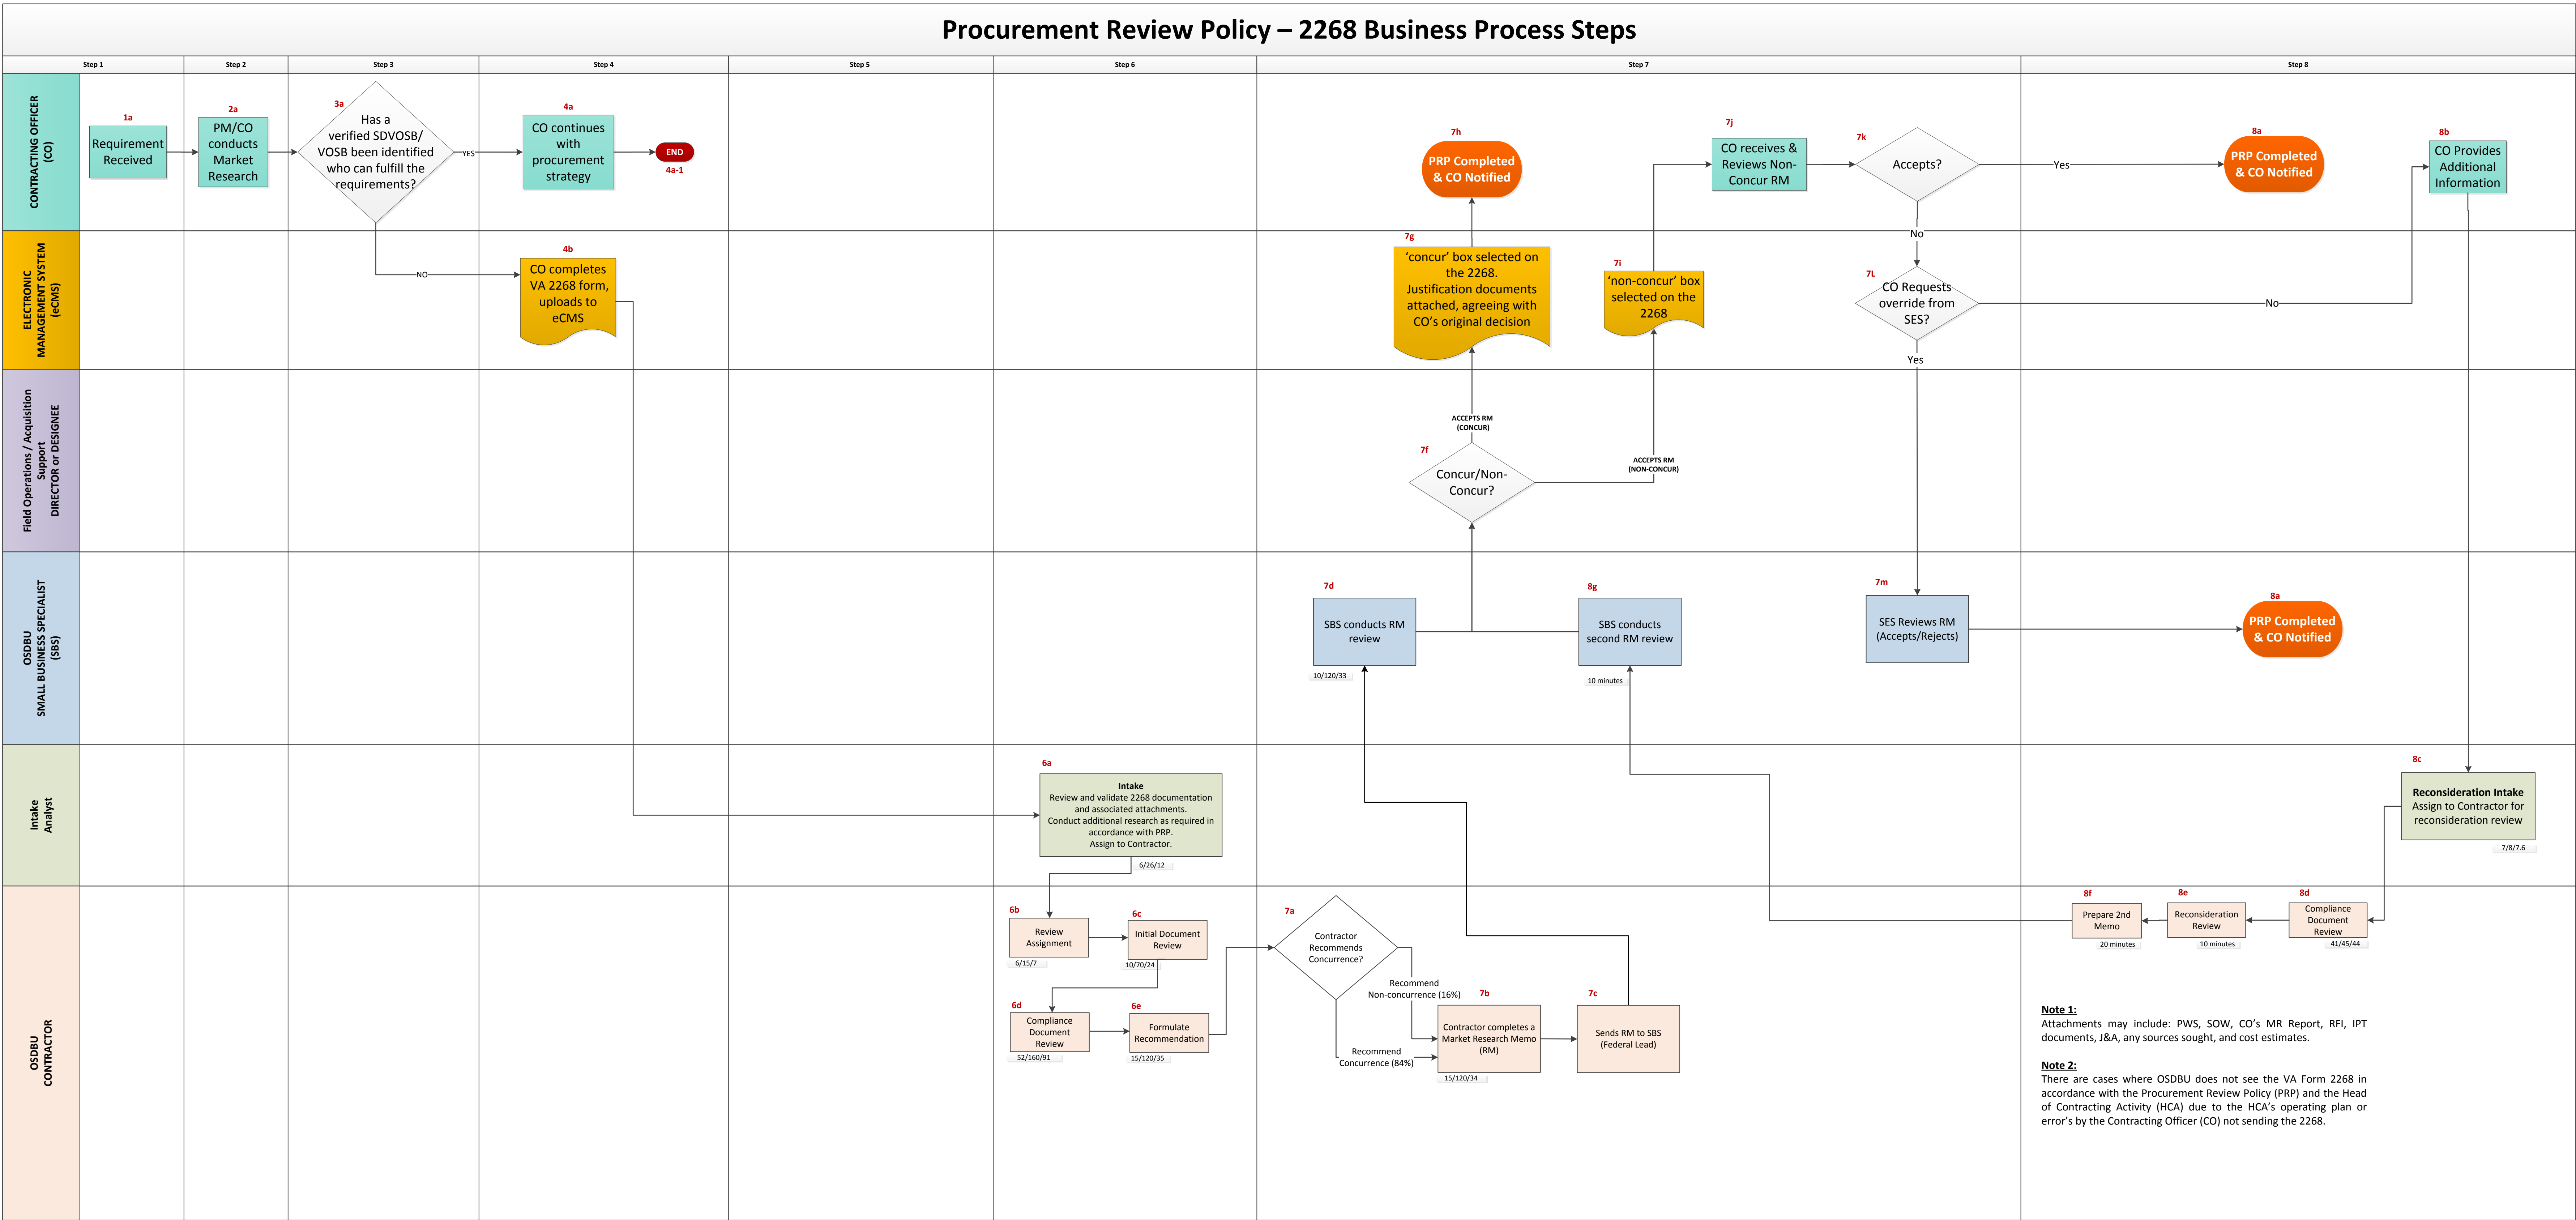 Procurement Review Policy – 2268 Business Process Steps
Step 1
Step 2
Step 3
Step 4
Step 5
Step 6
Step 7
Step 8
CONTRACTING OFFICER
(CO)
1a
Requirement
Received
2a
PM/CO
conducts
Market
Research
3a
Has a
verified SDVOSB/
VOSB been identified
who can fulfill the
requirements?
YES
4a
CO continues
with
procurement
strategy
END
4a-1
7h
PRP Completed
& CO Notified
7j
CO receives &
Reviews Non-
Concur RM
7k
Accepts?
Yes
8a
PRP Completed
& CO Notified
8b
CO Provides
Additional
Information
No
ELECTRONIC
MANAGEMENT SYSTEM
(eCMS)
NO
4b
CO completes
VA 2268 form,
uploads to
eCMS
7g
‘concur’ box selected on
the 2268.
Justification documents
attached, agreeing with
CO’s original decision
7i
‘non-concur’ box
selected on the
2268
7L
CO Requests
override from
SES?
No
Yes
Field Operations / Acquisition
Support
DIRECTOR or DESIGNEE
ACCEPTS RM
(CONCUR)
7f
Concur/Non-
Concur?
ACCEPTS RM
(NON-CONCUR)
OSDBU
SMALL BUSINESS SPECIALIST
(SBS)
7d
SBS conducts RM
review
10/120/33
8g
SBS conducts
second RM review
10 minutes
7m
SES Reviews RM
(Accepts/Rejects)
8a
PRP Completed
& CO Notified
Intake
Analyst
6a
Intake
Review and validate 2268 documentation
and associated attachments.
Conduct additional research as required in
accordance with PRP.
Assign to Contractor.
6/26/12
8c
Reconsideration Intake
Assign to Contractor for
reconsideration review
7/8/7.6
OSDBU
CONTRACTOR
6b
Review
Assignment
6/15/7
6c
Initial Document
Review
10/70/24
6d
Compliance
Document
Review
52/160/91
6e
Formulate
Recommendation
15/120/35
7a
Contractor
Recommends
Concurrence?
Recommend
Non-concurrence (16%)
Recommend
Concurrence (84%)
7b
Contractor completes a
Market Research Memo
(RM)
15/120/34
7c
Sends RM to SBS
(Federal Lead)
8f
Prepare 2nd
Memo
20 minutes
8e
Reconsideration
Review
10 minutes
8d
Compliance
Document
Review
41/45/44
Note 1:
Attachments may include: PWS, SOW, CO’s MR Report, RFI, IPT
documents, J&A, any sources sought, and cost estimates.
Note 2:
There are cases where OSDBU does not see the VA Form 2268 in
accordance with the Procurement Review Policy (PRP) and the Head
of Contracting Activity (HCA) due to the HCA’s operating plan or
error’s by the Contracting Officer (CO) not sending the 2268.